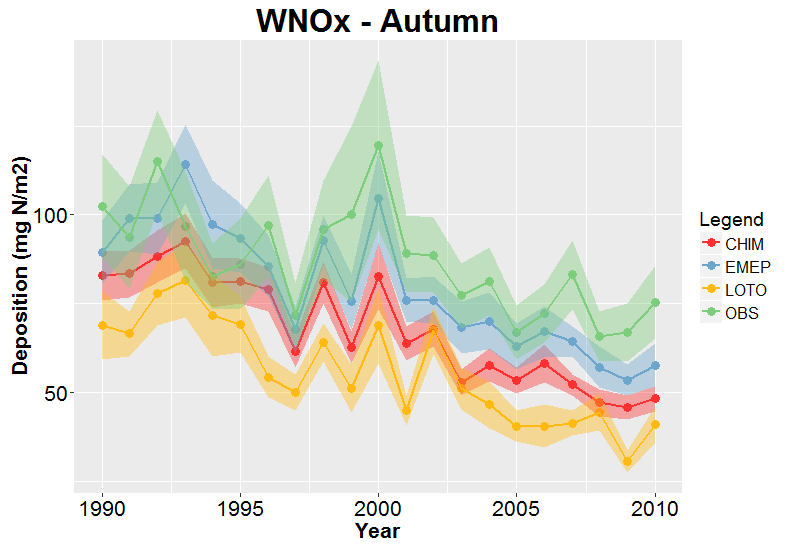 WNOx - Autumn
Deposition (mg N/m2)
100
50
1990 1995 2000 2005 2010
Year
Legend
CHIM
EMEP
LOTO
OBS